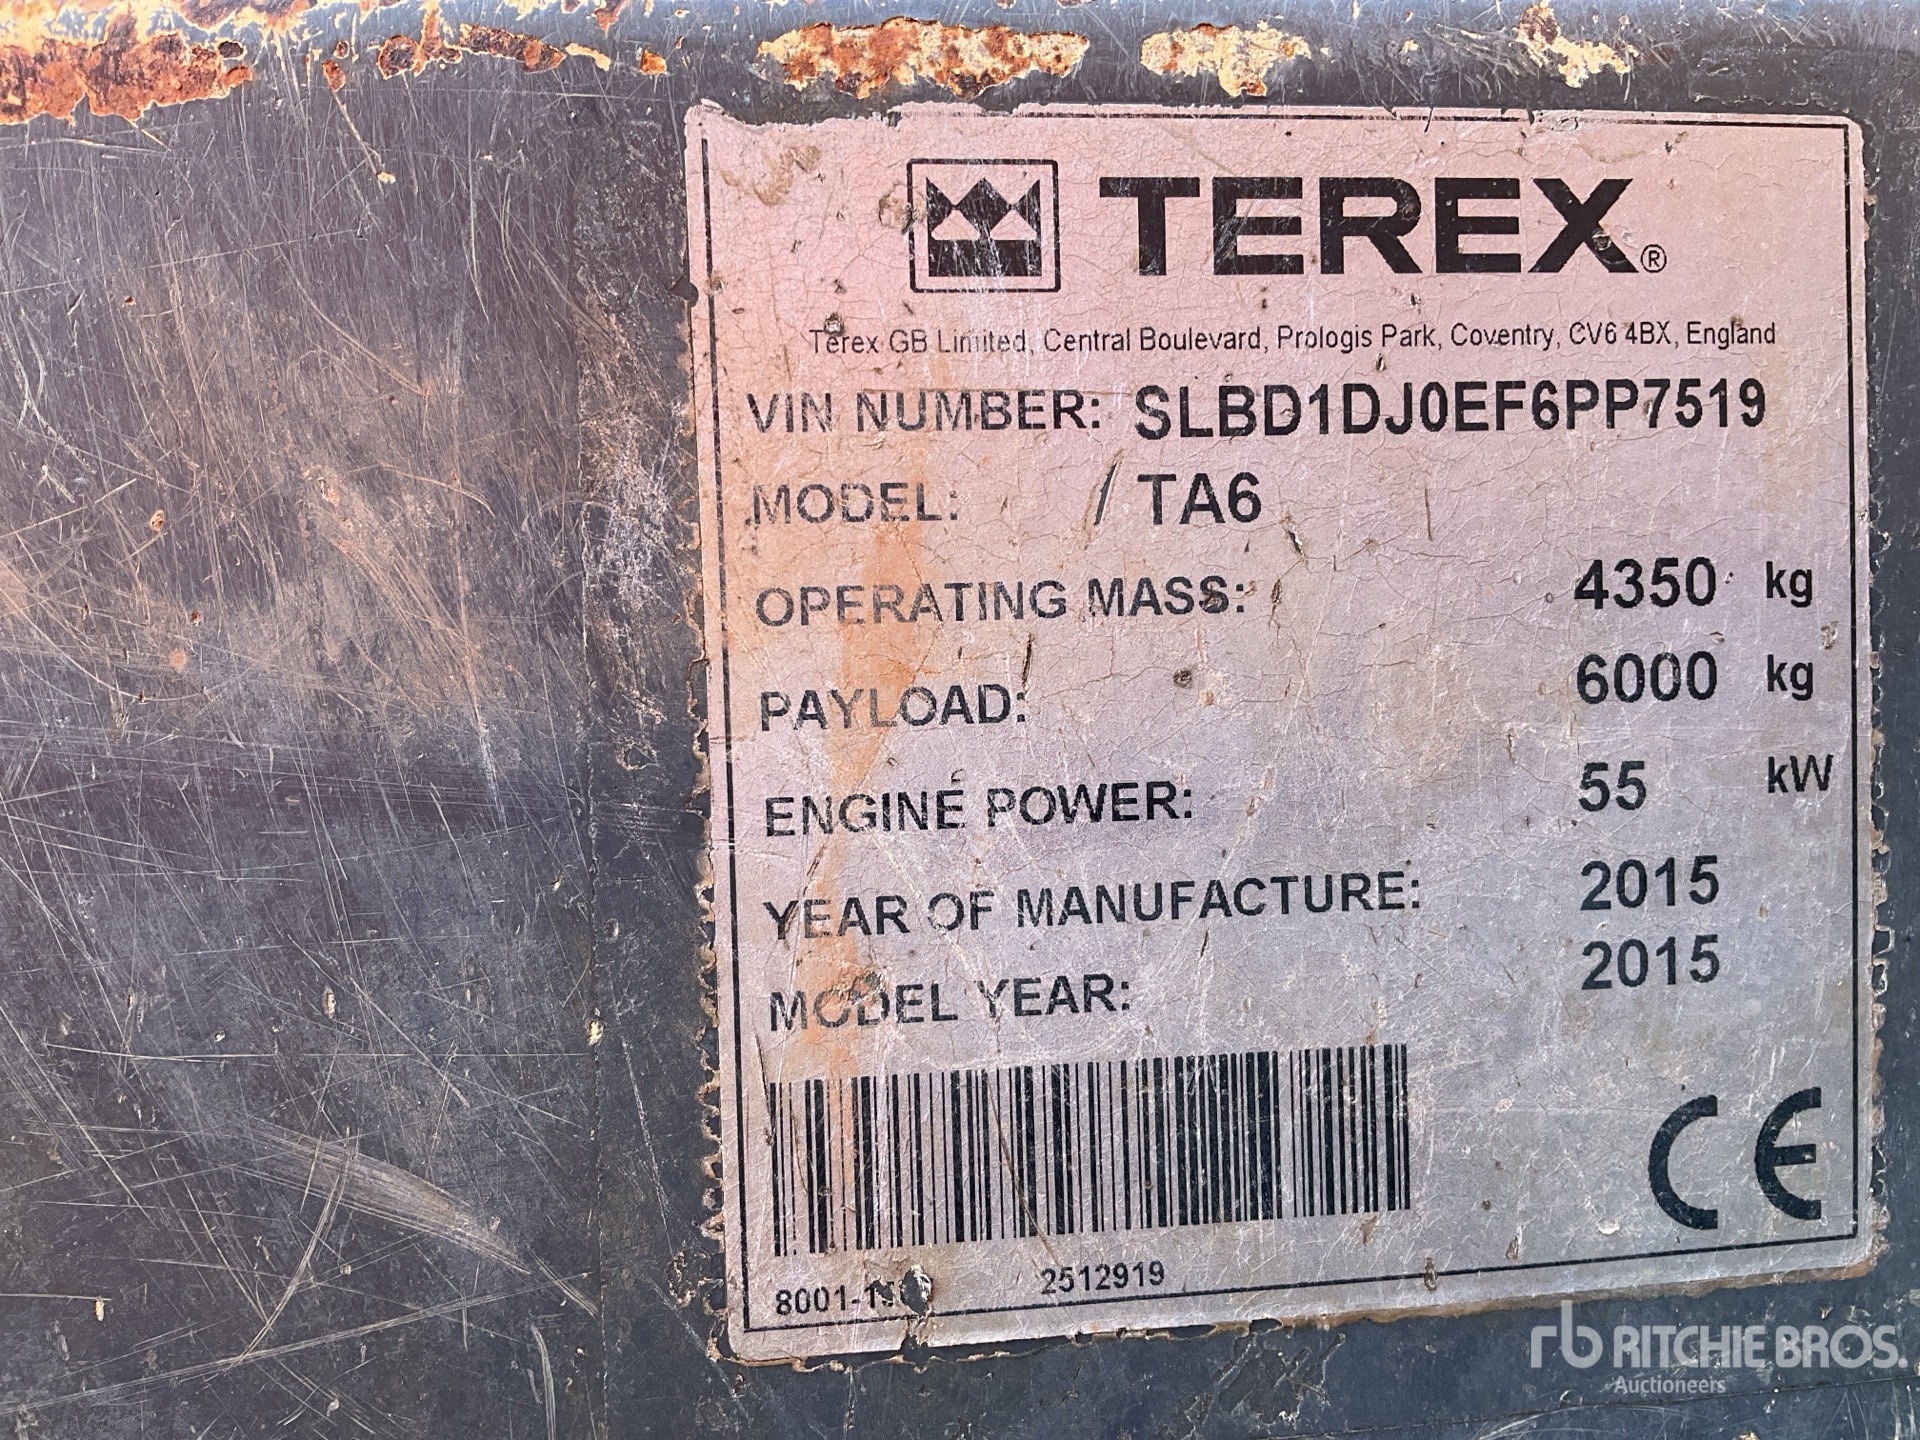 TEREX®
Terex GB Limited, Central Boulevard, Prologis Park, Coventry, CV6 4BX, England
VIN NUMBER: SLBD1DJ0EF6PP7519
MODEL: / TA6
OPERATING MASS: 4350 kg
PAYLOAD: 6000 kg
ENGINE POWER: 55 kW
YEAR OF MANUFACTURE: 2015
MODEL YEAR: 2015
CE
2512919
rb RITCHIE BROS.
Auctioneers